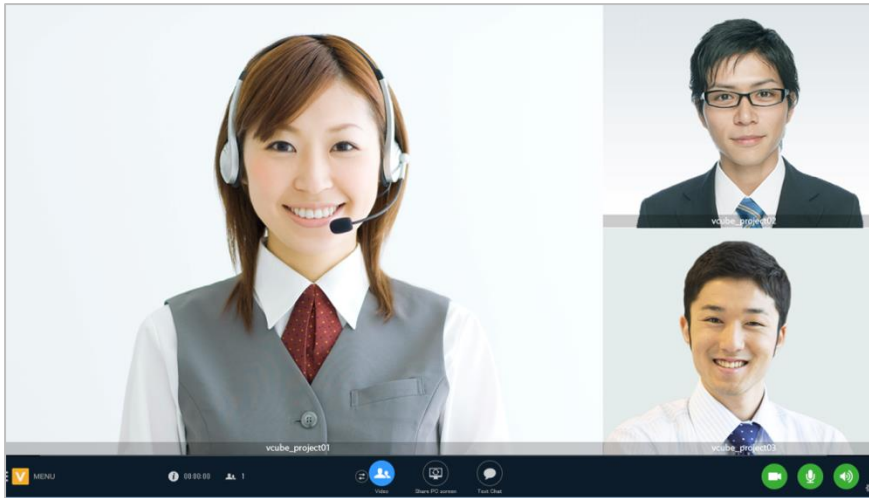 vcube_project02
vcube_project01
vcube_project03
V MENU
00:00:00
1
Video
Share PC screen
Text Chat